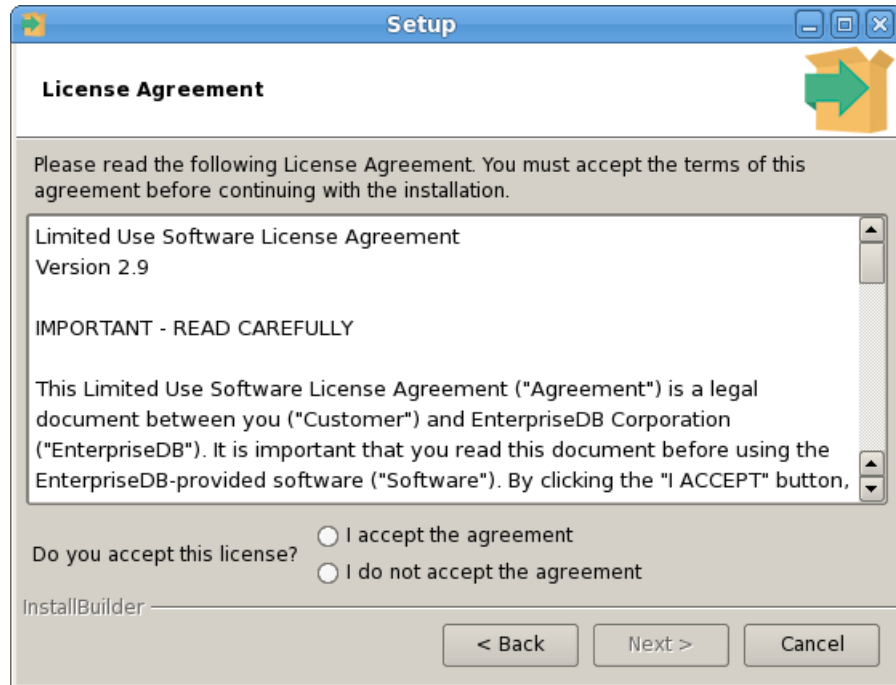 Setup
License Agreement
Please read the following License Agreement. You must accept the terms of this
agreement before continuing with the installation.
Limited Use Software License Agreement
Version 2.9
IMPORTANT - READ CAREFULLY
This Limited Use Software License Agreement ("Agreement") is a legal
document between you ("Customer") and EnterpriseDB Corporation
("EnterpriseDB"). It is important that you read this document before using the
EnterpriseDB-provided software ("Software"). By clicking the "I ACCEPT" button,
Do you accept this license?
I accept the agreement
I do not accept the agreement
InstallBuilder
< Back
Next >
Cancel